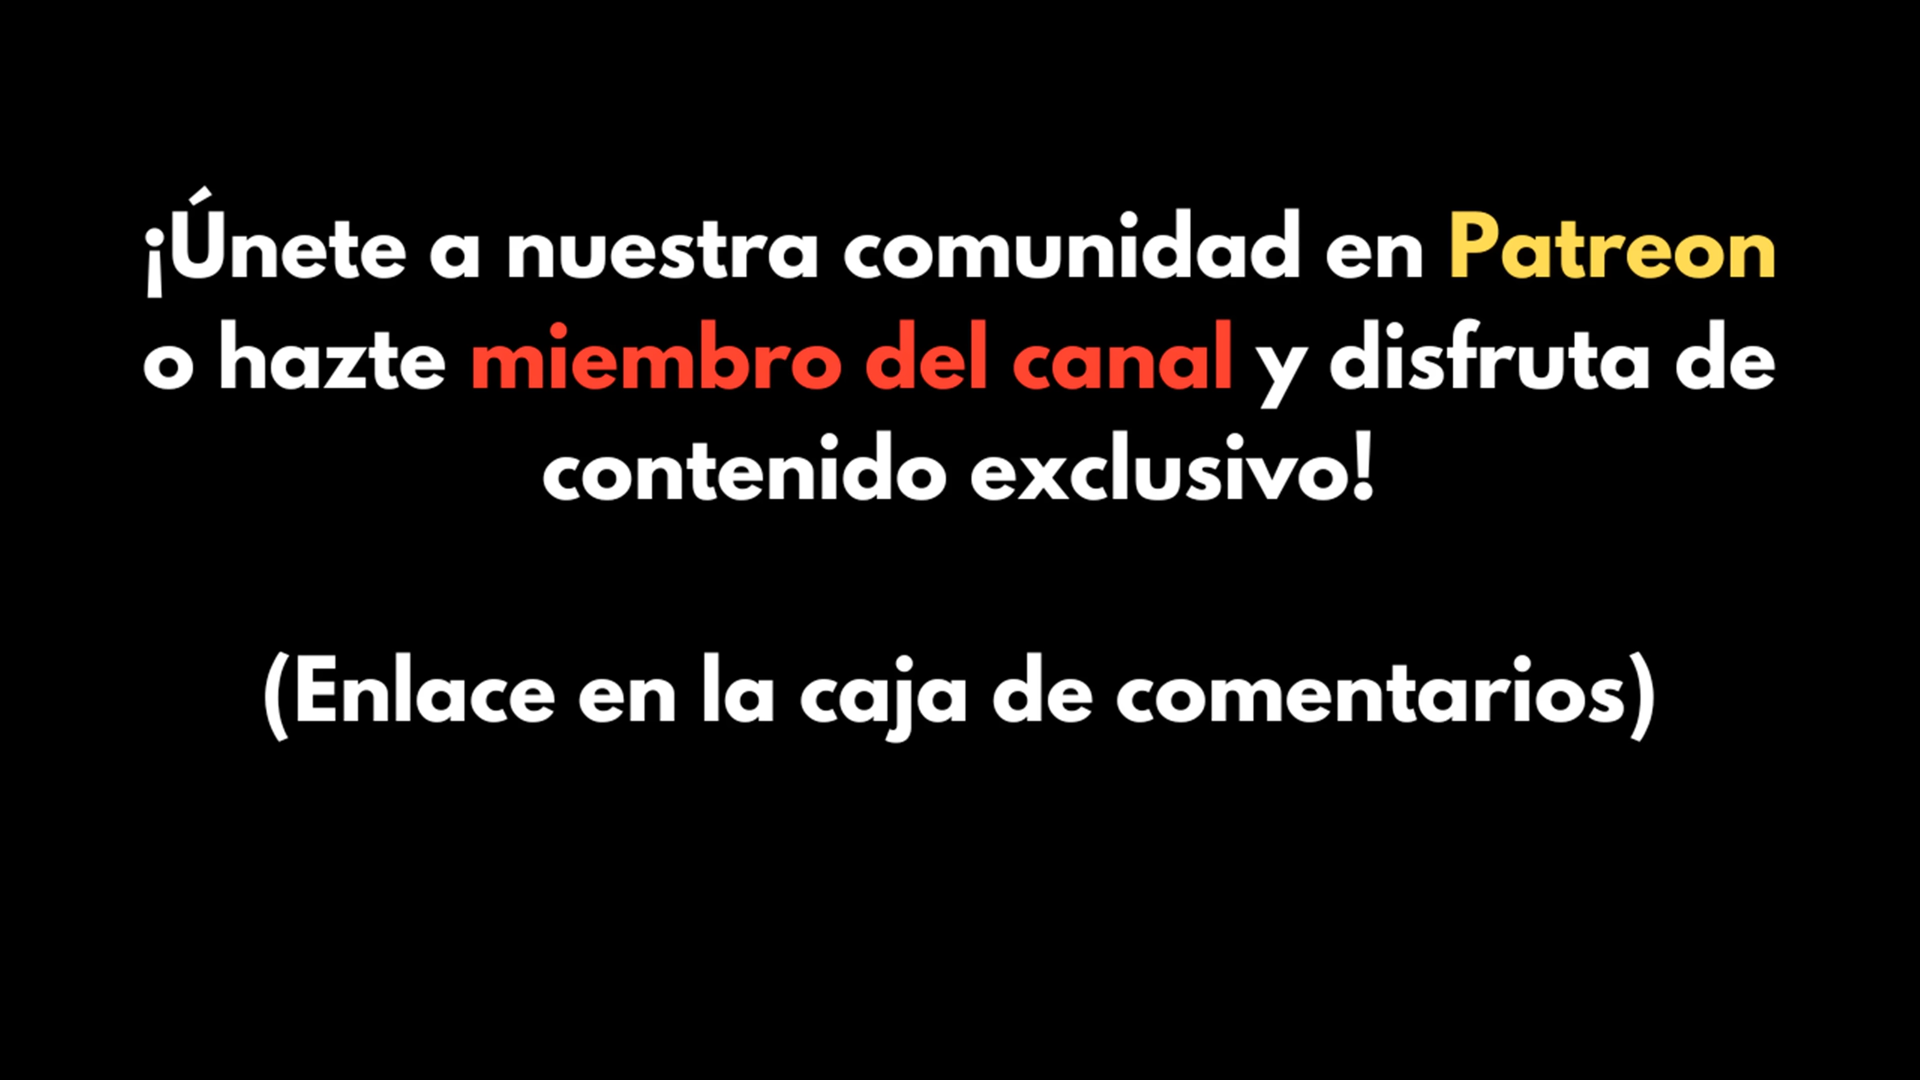 ¡Únete a nuestra comunidad en Patreon
o hazte miembro del canal y disfruta de
contenido exclusivo!
(Enlace en la caja de comentarios)